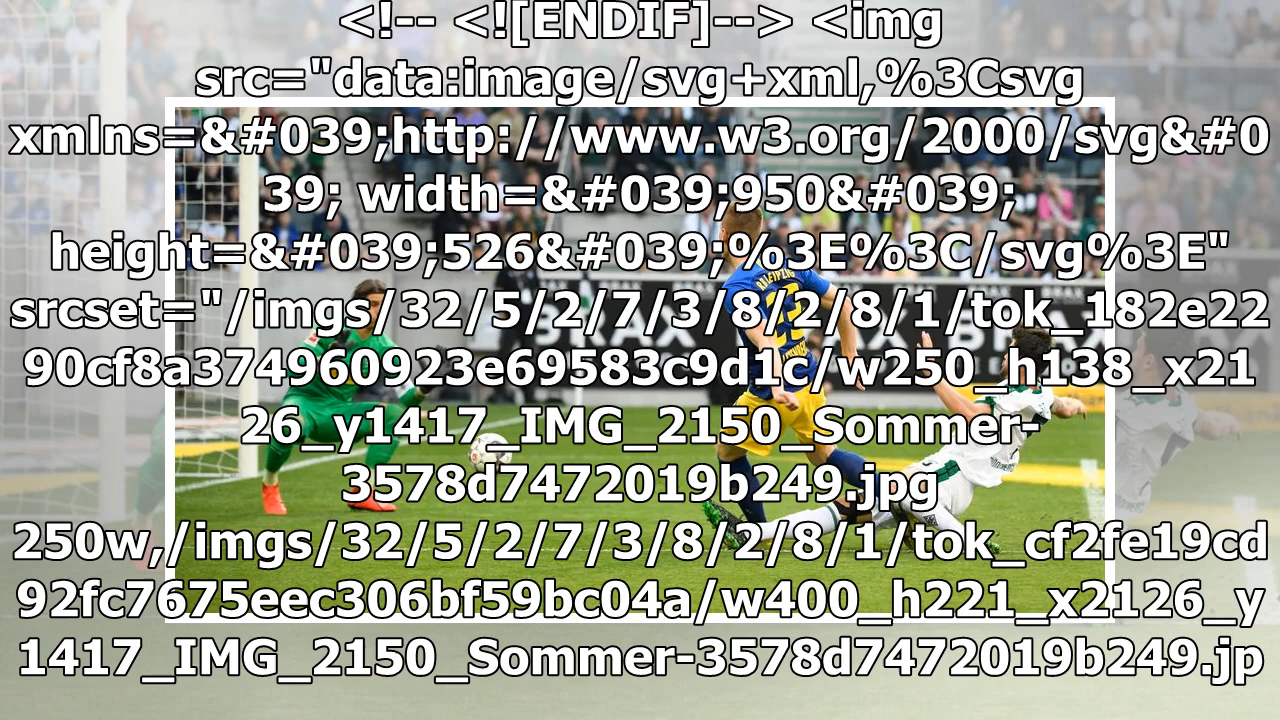 <!-- <![ENDIF]--> <img
src="data:image/svg+xml,%3Csvg
xmlns=&#039;http://www.w3.org/2000/svg&#0
39; width=&#039;950&#039;
height=&#039;526&#039;%3E%3C/svg%3E"
srcset="/imgs/32/5/2/7/3/8/2/8/1/tok_182e22
90cf8a374960923e69583c9d1c/w250_h138_x21
26_y1417_IMG_2150_Sommer-
3578d7472019b249.jpg
250w,/imgs/32/5/2/7/3/8/2/8/1/tok_cf2fe19cd
92fc7675eec306bf59bc04a/w400_h221_x2126_y
1417_IMG_2150_Sommer-3578d7472019b249.jp
BRAX